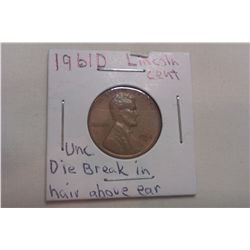 1961D Lincoln
cent
Unc
Die Break in
hair above ear